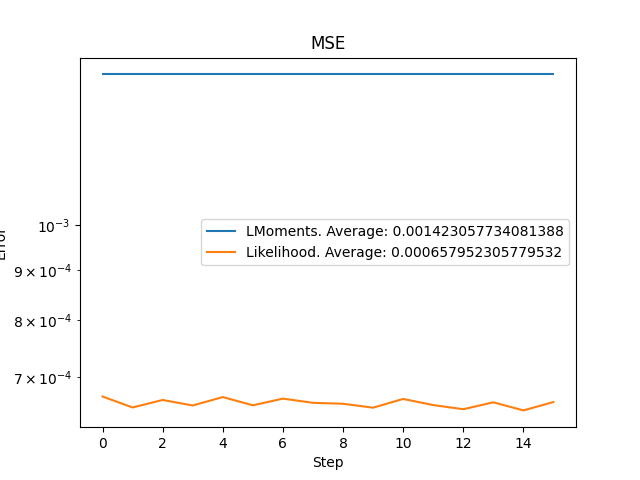 MSE
Error
10⁻³
9 × 10⁻⁴
8 × 10⁻⁴
7 × 10⁻⁴
LMoments. Average: 0.001423057734081388
Likelihood. Average: 0.000657952305779532
0 2 4 6 8 10 12 14
Step